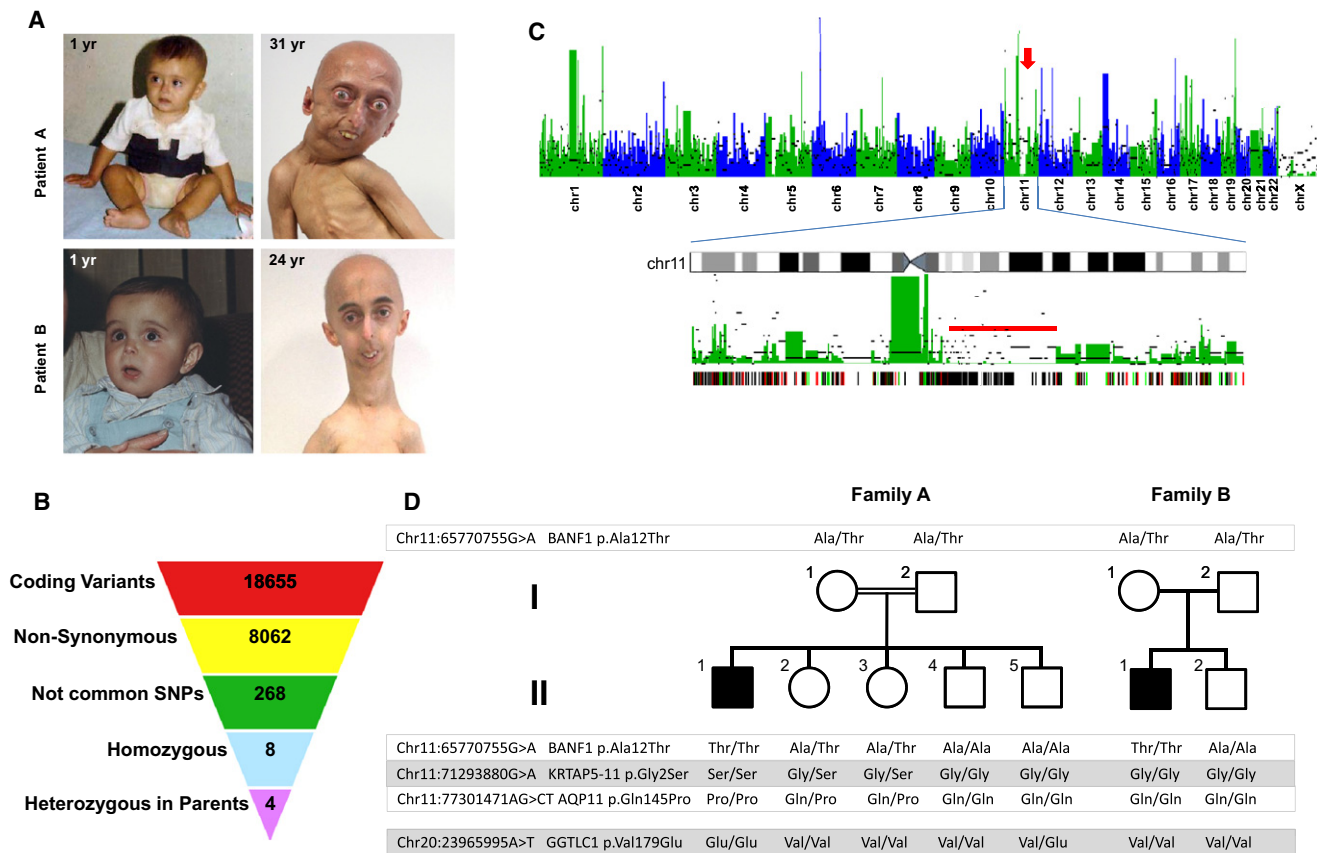 A
1 yr
31 yr
Patient A
1 yr
24 yr
Patient B
C
chr1
chr2
chr3
chr4
chr5
chr6
chr7
chr8
chr9
chr10
chr11
chr12
chr13
chr14
chr15
chr16
chr17
chr18
chr19
chr20
chr21
chr22
chrX
chr11
B
Coding Variants 18655
Non-Synonymous 8062
Not common SNPs 268
Homozygous 8
Heterozygous in Parents 4
D
Family A Family B
Chr11:65770755G>A BANF1 p.Ala12Thr Ala/Thr Ala/Thr Ala/Thr Ala/Thr
I 1 2 1 2
II 1 2 3 4 5 1 2
Chr11:65770755G>A BANF1 p.Ala12Thr Thr/Thr Ala/Thr Ala/Thr Ala/Ala Ala/Ala Thr/Thr Ala/Ala
Chr11:71293880G>A KRTAP5-11 p.Gly2Ser Ser/Ser Gly/Ser Gly/Ser Gly/Gly Gly/Gly Gly/Gly Gly/Gly
Chr11:77301471AG>CT AQP11 p.Gln145Pro Pro/Pro Gln/Pro Gln/Pro Gln/Gln Gln/Gln Gln/Gln Gln/Gln
Chr20:23965995A>T GGTLC1 p.Val179Glu Glu/Glu Val/Val Val/Val Val/Val Val/Glu Val/Val Val/Val